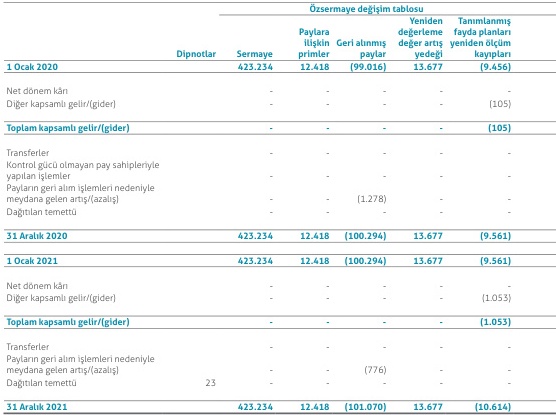 Özsermaye değişim tablosu
Yeniden Tanımlanmış
Paylara değerleme fayda planları
ilişkin Geri alınmış değer artış yeniden ölçüm
Dipnotlar Sermaye primler paylar yedeği kayıpları
1 Ocak 2020 423.234 12.418 (99.016) 13.677 (9.456)
Net dönem kârı - - - - -
Diğer kapsamlı gelir/(gider) - - - - (105)
Toplam kapsamlı gelir/(gider) - - - - (105)
Transferler - - - - -
Kontrol gücü olmayan pay sahipleriyle
yapılan işlemler - - - - -
Payların geri alım işlemleri nedeniyle
meydana gelen artış/(azalış) - - (1.278) - -
Dağıtılan temettü - - - - -
31 Aralık 2020 423.234 12.418 (100.294) 13.677 (9.561)
1 Ocak 2021 423.234 12.418 (100.294) 13.677 (9.561)
Net dönem kârı - - - - -
Diğer kapsamlı gelir/(gider) - - - - (1.053)
Toplam kapsamlı gelir/(gider) - - - - (1.053)
Transferler - - - - -
Payların geri alım işlemleri nedeniyle
meydana gelen artış/(azalış) - - (776) - -
Dağıtılan temettü 23 - - - - -
31 Aralık 2021 423.234 12.418 (101.070) 13.677 (10.614)